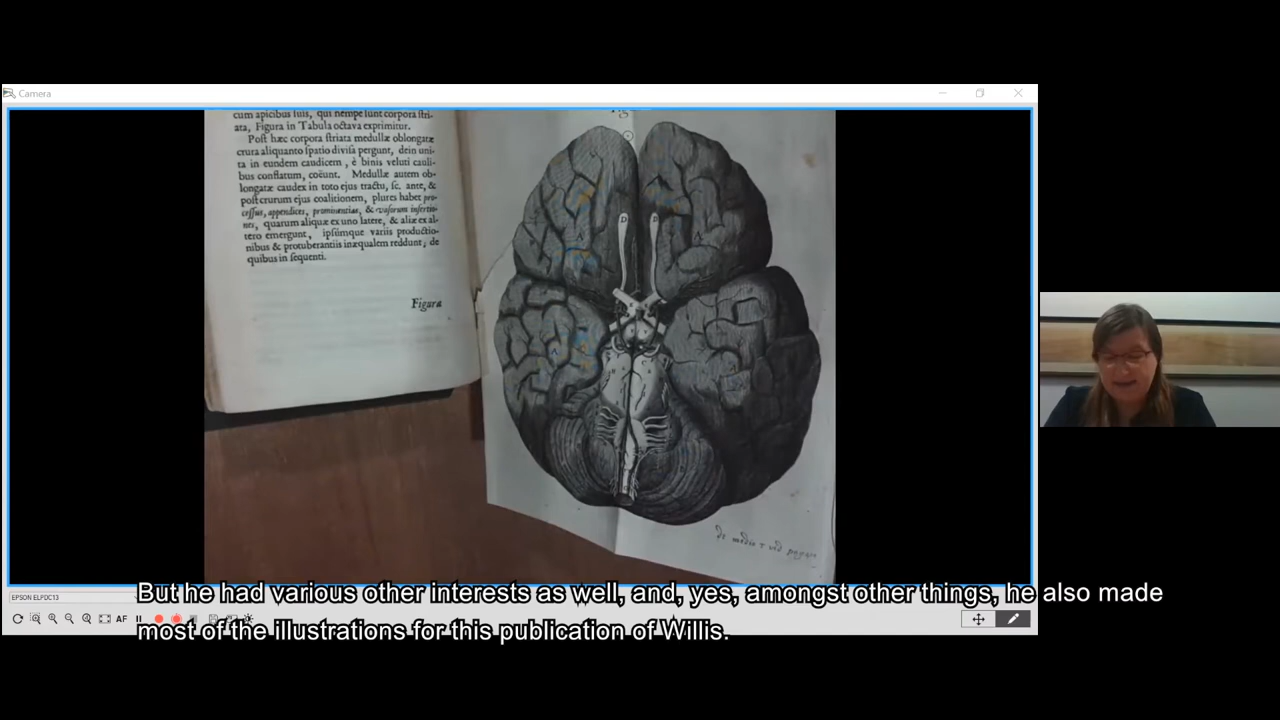 Camera
cum apicibus suis, qui nempe sunt corpora stri-
ata, Figura in Tabula octava exprimitur.
Post hæc corpora striata medullæ oblongatæ
crura aliquanto spatio divisa pergunt, dein uni-
ta in eundem caudicem, è binis veluti cauli-
bus conflatum, coëunt. Medullæ autem ob-
longatæ caudex in toto ejus tractu, sc. ante, &
post crurum ejus coalitionem, plures habet pro-
cessus, appendices, prominentias, & vasorum insertio-
nes, quarum aliquæ ex uno latere, & aliæ ex al-
tero emergunt, ipsúmque variis productio-
nibus & protuberantiis inæqualem reddunt; de
quibus in sequenti.
Figura
D D
A A
A
EPSON ELPDC13
AF
But he had various other interests as well, and, yes, amongst other things, he also made
most of the illustrations for this publication of Willis.